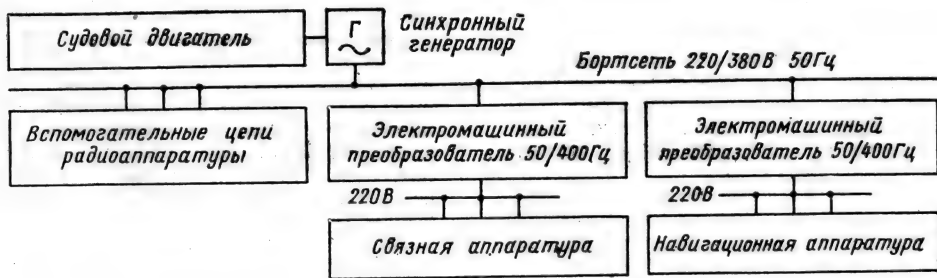 Судовой двигатель
Г
Синхронный
генератор
Бортсеть 220/380В 50Гц
Вспомогательные цепи
радиоаппаратуры
Электромашинный
преобразователь 50/400Гц
Электромашинный
преобразователь 50/400Гц
220В
220В
Связная аппаратура
Навигационная аппаратура